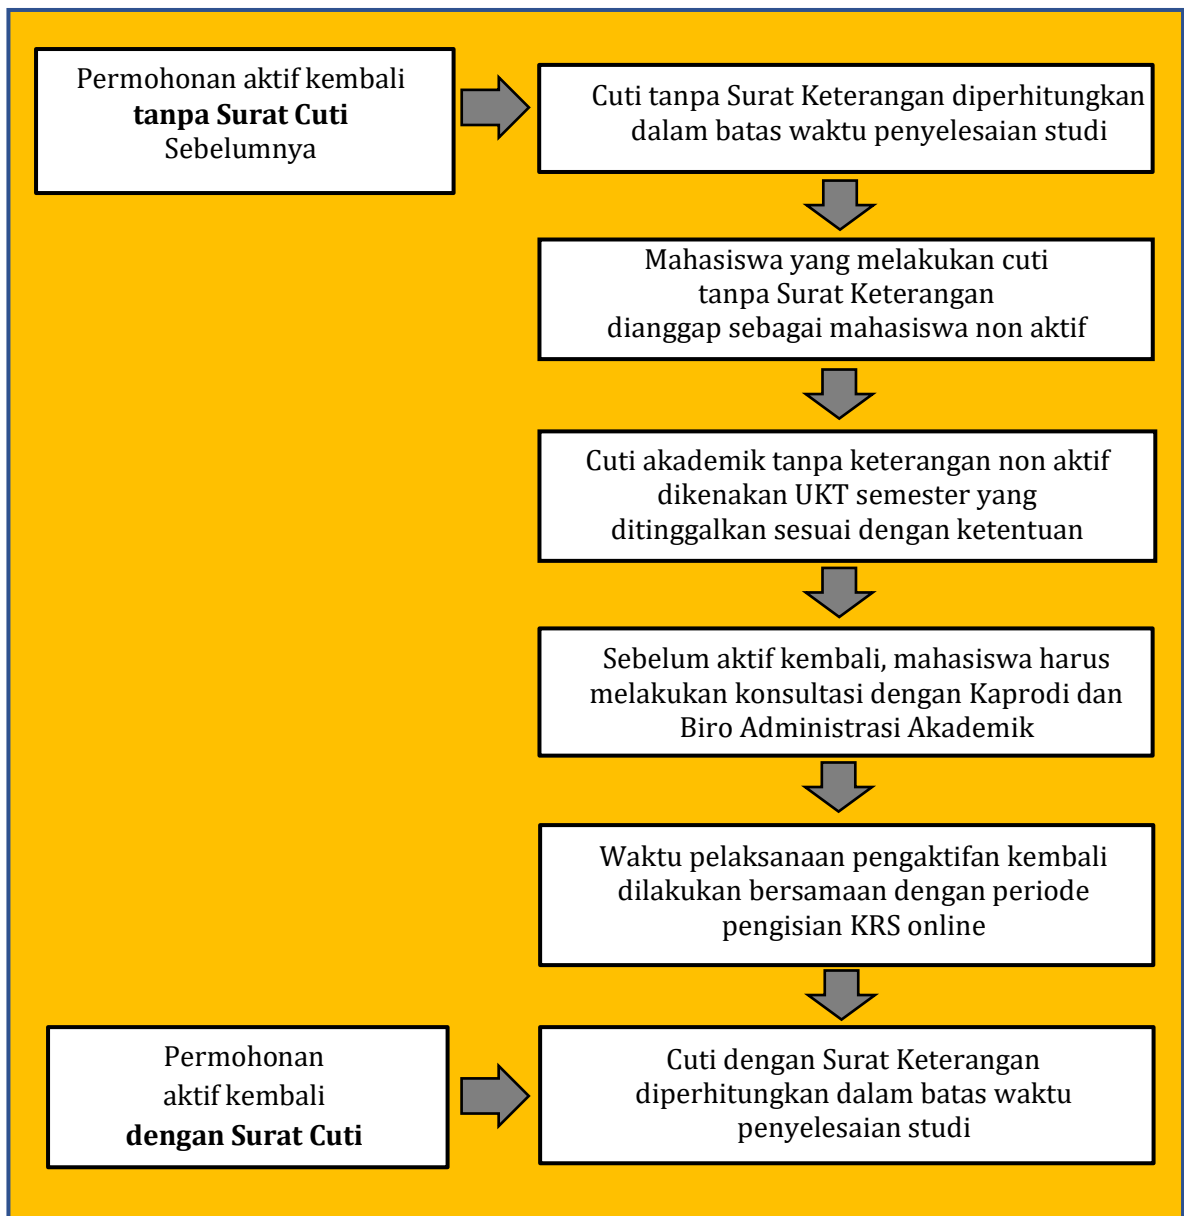 Permohonan aktif kembali
tanpa Surat Cuti
Sebelumnya
Cuti tanpa Surat Keterangan diperhitungkan
dalam batas waktu penyelesaian studi
Mahasiswa yang melakukan cuti
tanpa Surat Keterangan
dianggap sebagai mahasiswa non aktif
Cuti akademik tanpa keterangan non aktif
dikenakan UKT semester yang
ditinggalkan sesuai dengan ketentuan
Sebelum aktif kembali, mahasiswa harus
melakukan konsultasi dengan Kaprodi dan
Biro Administrasi Akademik
Waktu pelaksanaan pengaktifan kembali
dilakukan bersamaan dengan periode
pengisian KRS online
Permohonan
aktif kembali
dengan Surat Cuti
Cuti dengan Surat Keterangan
diperhitungkan dalam batas waktu
penyelesaian studi